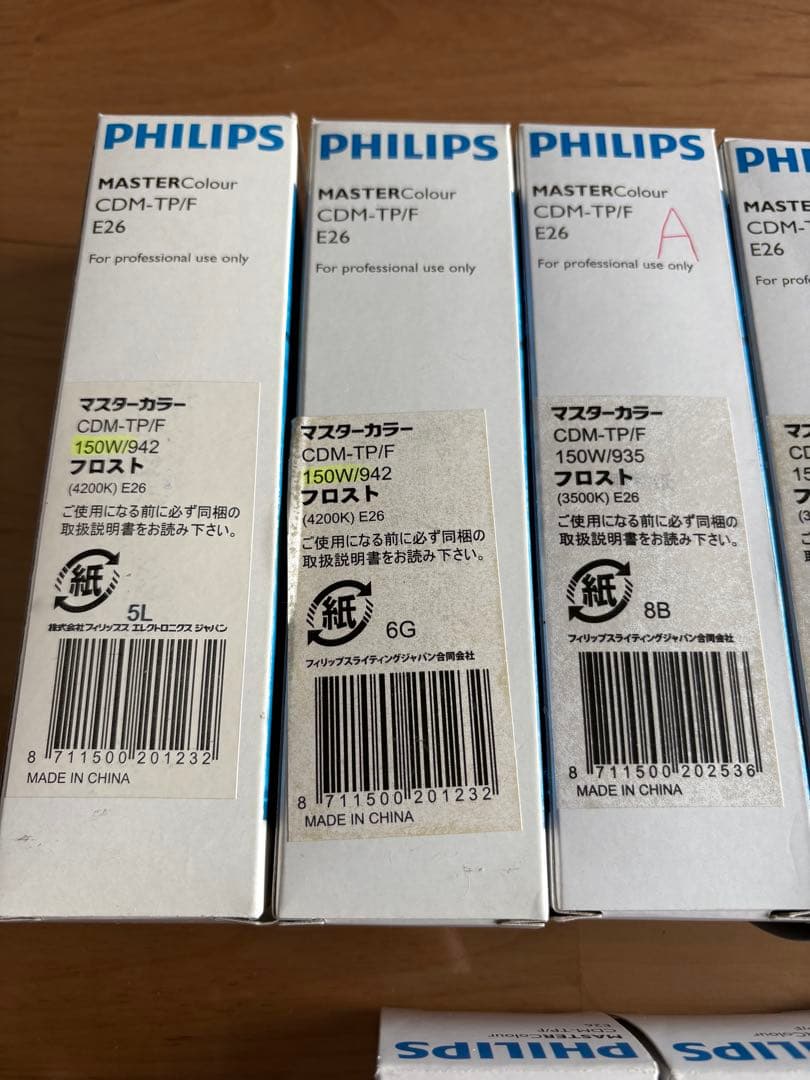 PHILIPS
MASTERColour
CDM-TP/F
E26
For professional use only
マスターカラー
CDM-TP/F
150W/942
フロスト
(4200K) E26
ご使用になる前に必ず同梱の
取扱説明書をお読み下さい。
紙
5L
株式会社フィリップス エレクトロニクス ジャパン
8 711500 201232
MADE IN CHINA
PHILIPS
MASTERColour
CDM-TP/F
E26
For professional use only
マスターカラー
CDM-TP/F
150W/942
フロスト
(4200K) E26
ご使用になる前に必ず同梱の
取扱説明書をお読み下さい。
紙
6G
フィリップスライティングジャパン合同会社
8 711500 201232
MADE IN CHINA
PHILIPS
MASTERColour
CDM-TP/F
E26
A
For professional use only
マスターカラー
CDM-TP/F
150W/935
フロスト
(3500K) E26
ご使用になる前に必ず同梱の
取扱説明書をお読み下さい。
紙
8B
フィリップスライティングジャパン合同会社
8 711500 202536
MADE IN CHINA
PHI
MASTE
CDM-T
E26
For prof
PHILIPS
MASTERColour
CDM-TP/F
E26
PHILIPS